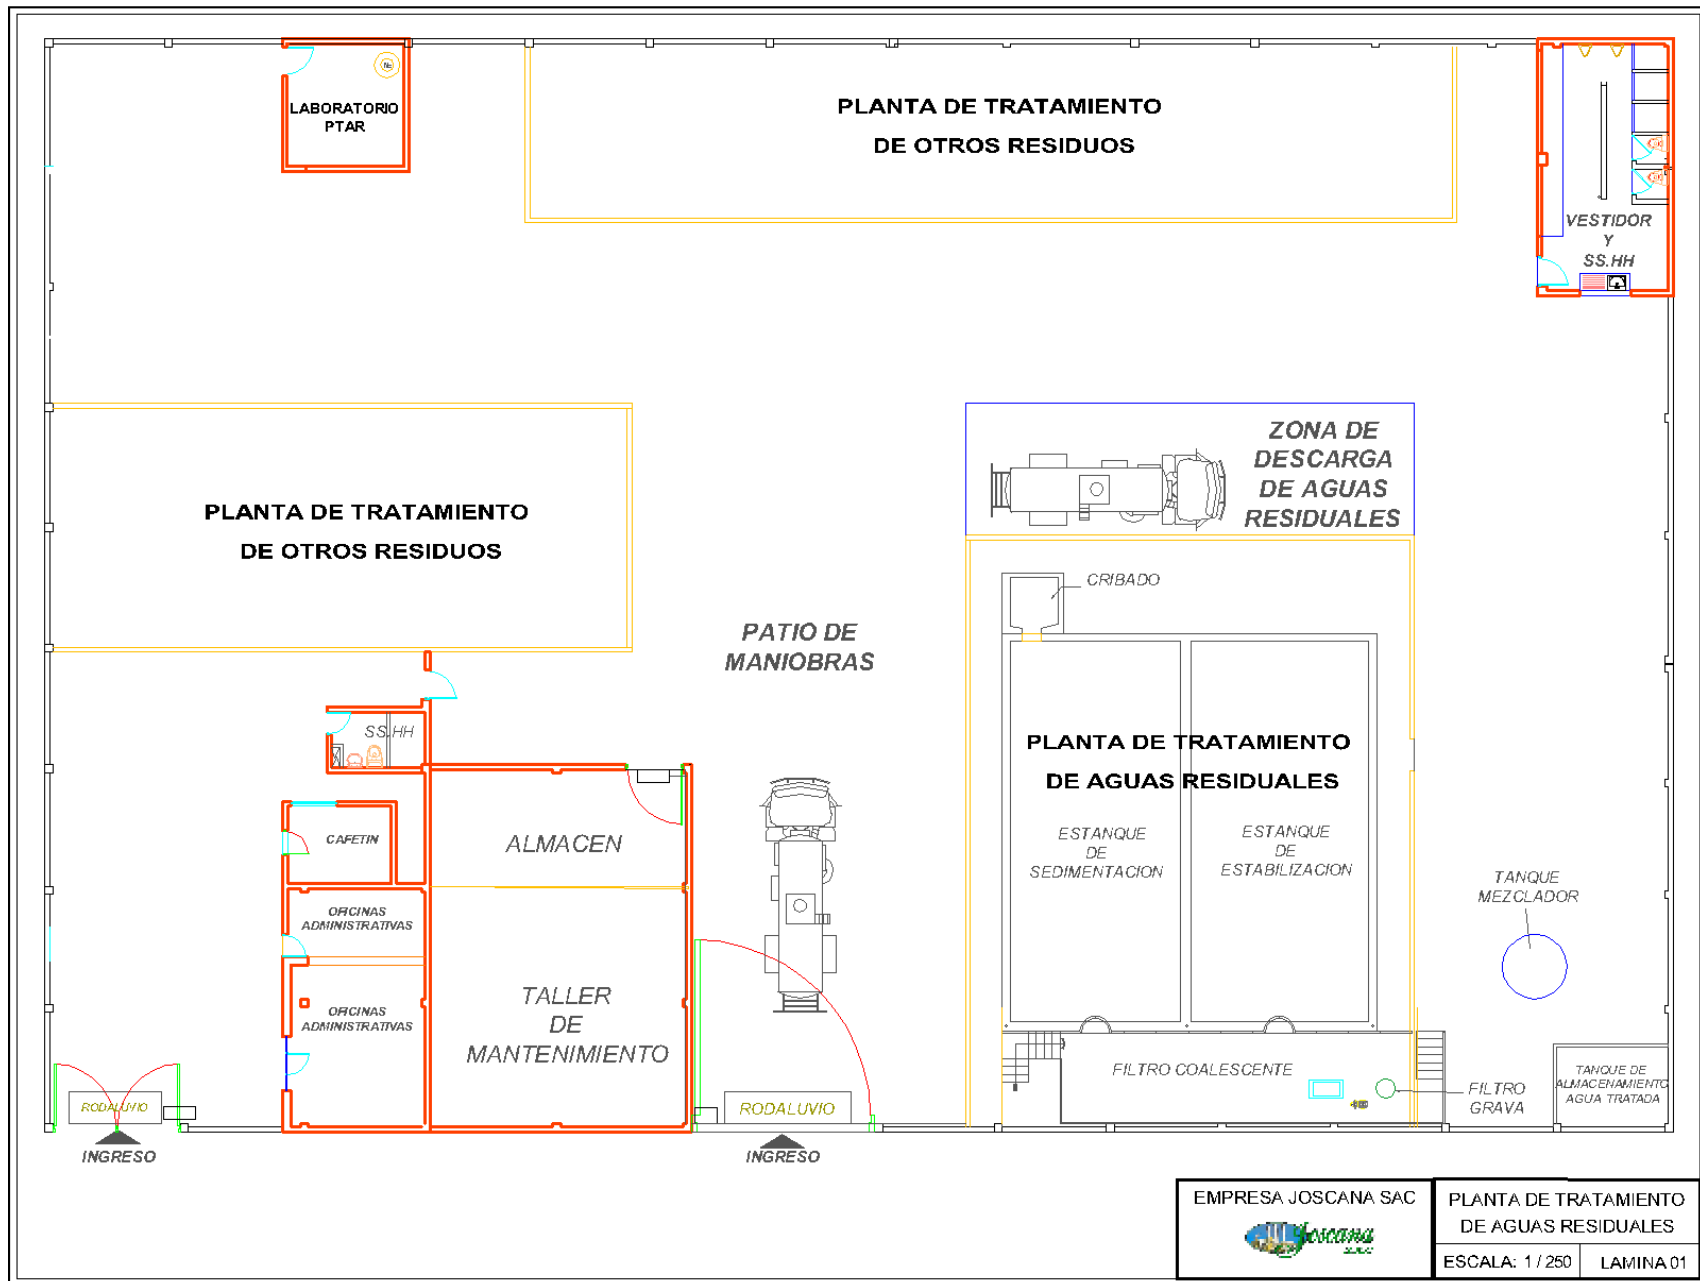 LABORATORIO
PTAR
PLANTA DE TRATAMIENTO
DE OTROS RESIDUOS
VESTIDOR
Y
SS.HH
PLANTA DE TRATAMIENTO
DE OTROS RESIDUOS
ZONA DE
DESCARGA
DE AGUAS
RESIDUALES
CRIBADO
PATIO DE
MANIOBRAS
SS.HH
PLANTA DE TRATAMIENTO
DE AGUAS RESIDUALES
CAFETIN
ALMACEN
ESTANQUE
DE
SEDIMENTACION
ESTANQUE
DE
ESTABILIZACION
TANQUE
MEZCLADOR
OFICINAS
ADMINISTRATIVAS
OFICINAS
ADMINISTRATIVAS
TALLER
DE
MANTENIMIENTO
FILTRO COALESCENTE
FILTRO
GRAVA
TANQUE DE
ALMACENAMIENTO
AGUA TRATADA
RODALUVIO
RODALUVIO
INGRESO
INGRESO
EMPRESA JOSCANA SAC
Joscana
PLANTA DE TRATAMIENTO
DE AGUAS RESIDUALES
ESCALA: 1 / 250
LAMINA 01